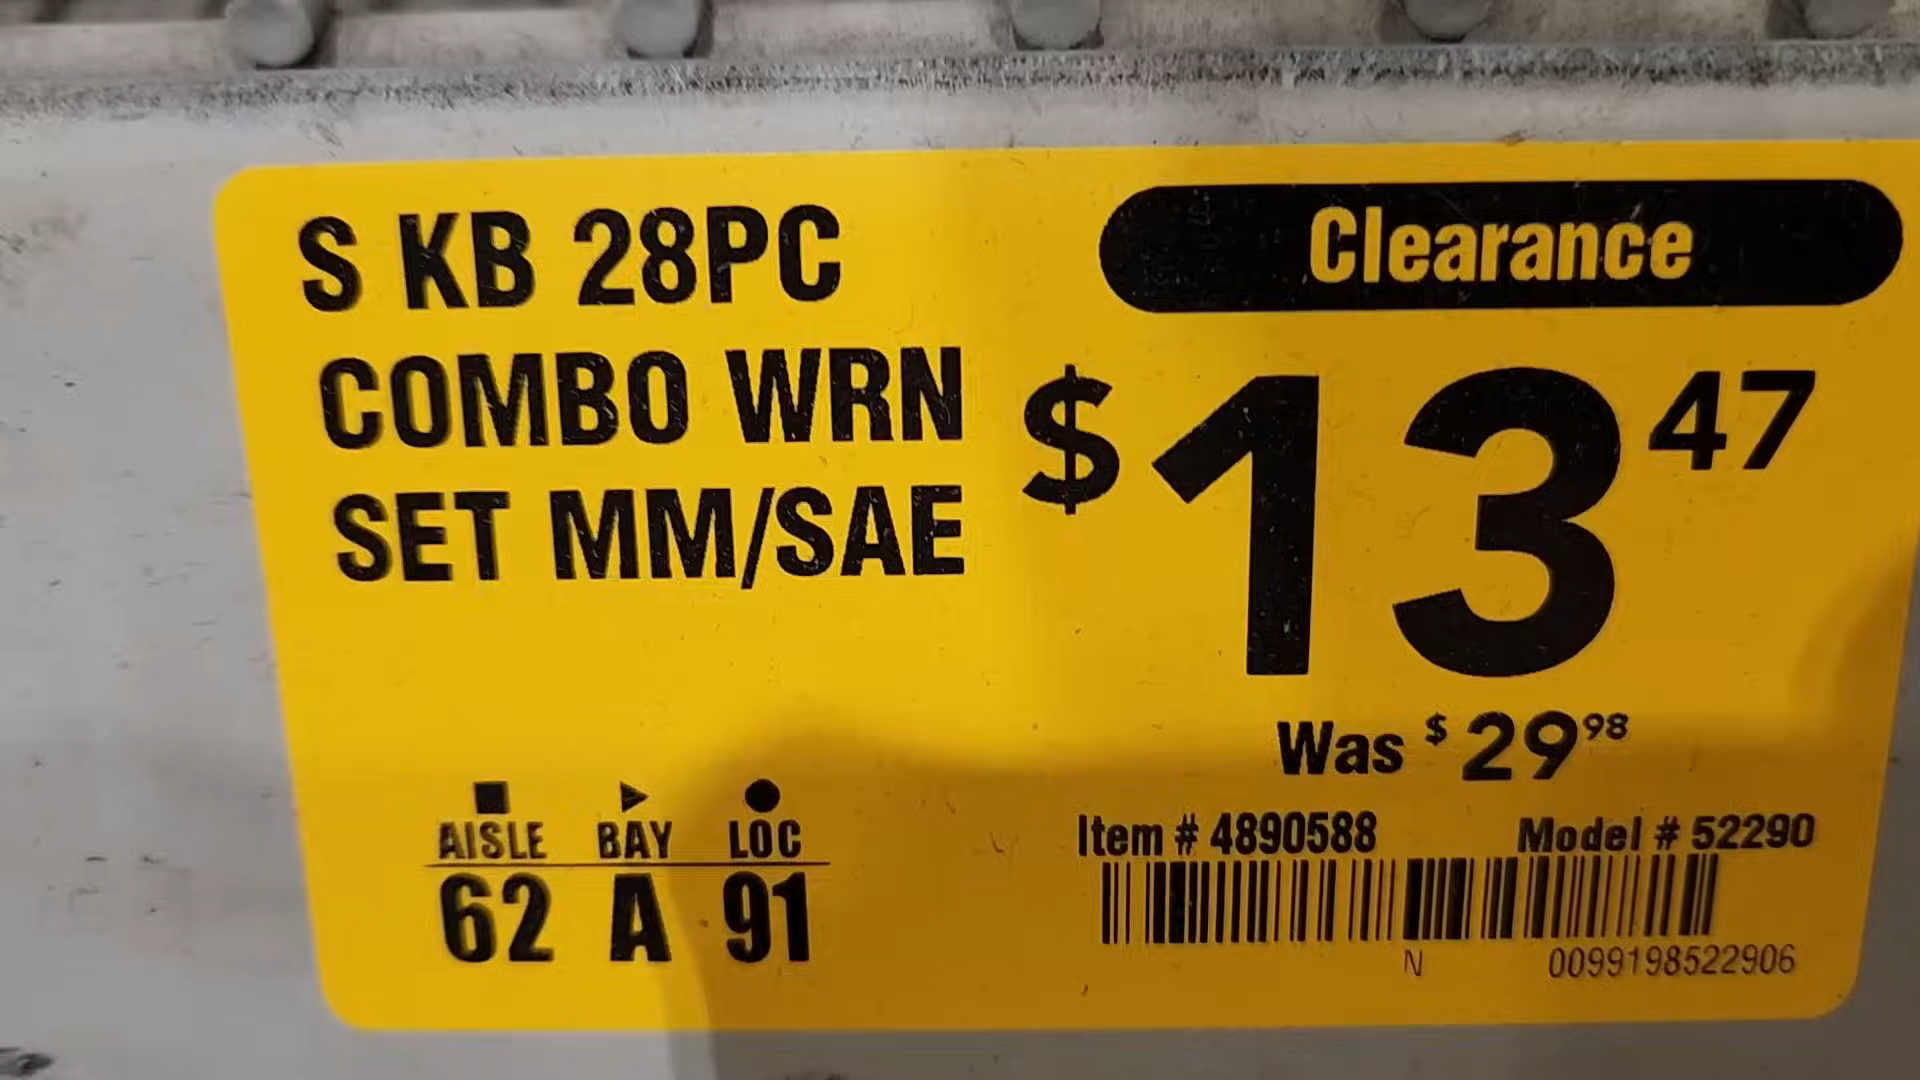 S KB 28PC
COMBO WRN
SET MM/SAE
Clearance
$13 47
Was $29 98
AISLE BAY LOC
62 A 91
Item # 4890588 Model # 52290
N 0099198522906